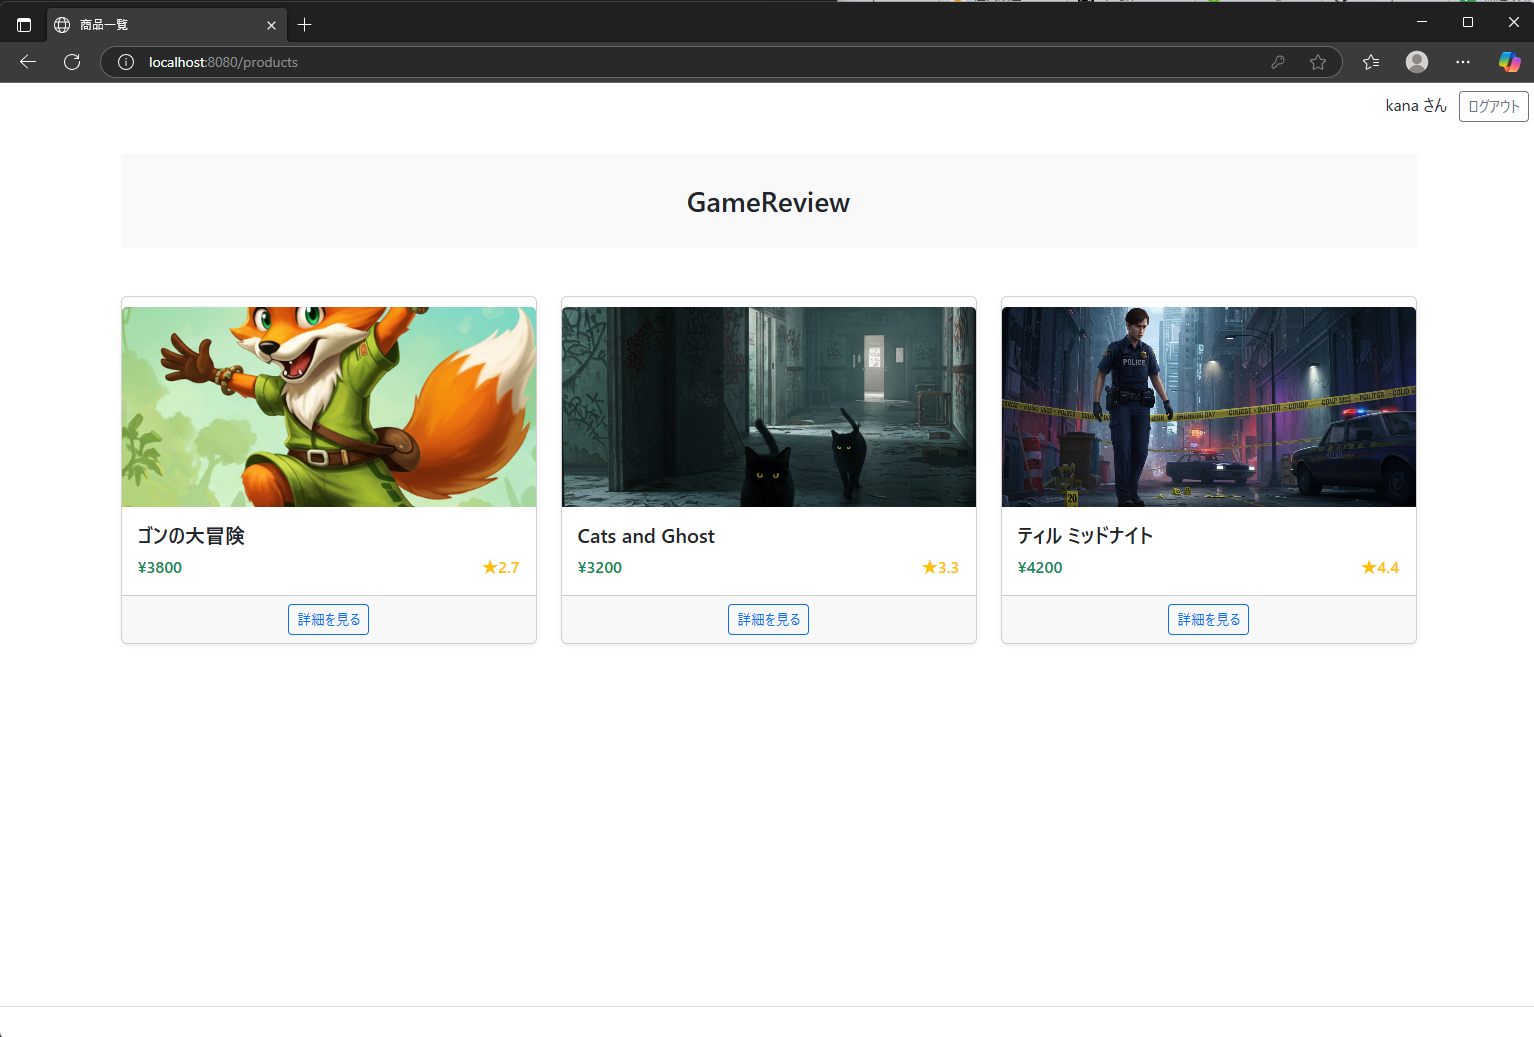 商品一覧
localhost:8080/products
kana さん
ログアウト
GameReview
POLICE
20
ゴンの大冒険
¥3800
★2.7
詳細を見る
Cats and Ghost
¥3200
★3.3
詳細を見る
ティル ミッドナイト
¥4200
★4.4
詳細を見る